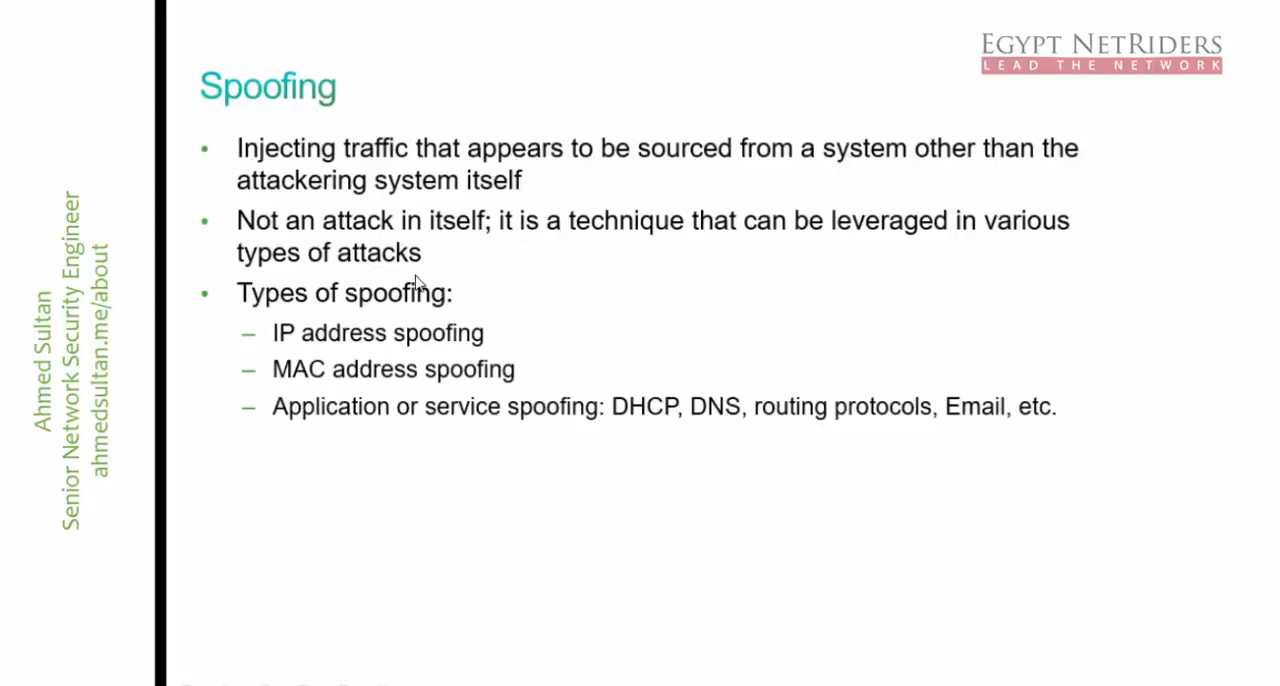 EGYPT NETRIDERS
LEAD THE NETWORK
Spoofing
• Injecting traffic that appears to be sourced from a system other than the
attackering system itself
• Not an attack in itself; it is a technique that can be leveraged in various
types of attacks
• Types of spoofing:
– IP address spoofing
– MAC address spoofing
– Application or service spoofing: DHCP, DNS, routing protocols, Email, etc.
Ahmed Sultan
Senior Network Security Engineer
ahmedsultan.me/about